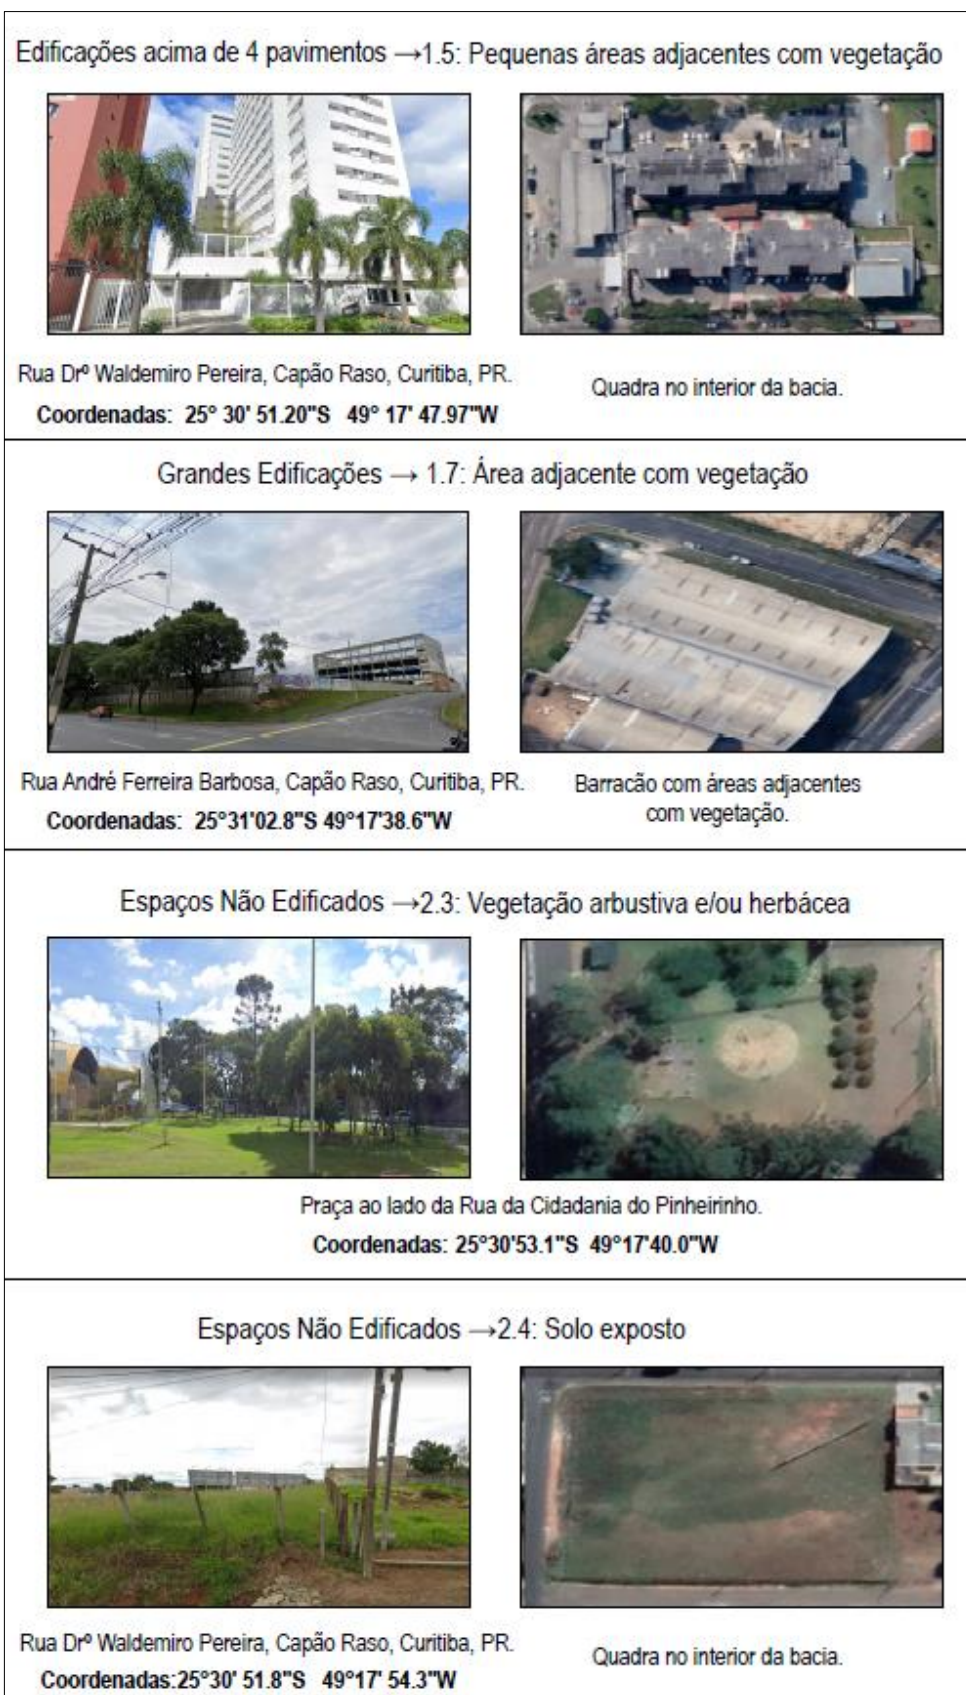 Edificações acima de 4 pavimentos →1.5: Pequenas áreas adjacentes com vegetação
Rua Drº Waldemiro Pereira, Capão Raso, Curitiba, PR.
Coordenadas: 25° 30' 51.20"S 49° 17' 47.97"W
Quadra no interior da bacia.
Grandes Edificações → 1.7: Área adjacente com vegetação
Rua André Ferreira Barbosa, Capão Raso, Curitiba, PR.
Coordenadas: 25°31'02.8"S 49°17'38.6"W
Barracão com áreas adjacentes
com vegetação.
Espaços Não Edificados →2.3: Vegetação arbustiva e/ou herbácea
Praça ao lado da Rua da Cidadania do Pinheirinho.
Coordenadas: 25°30'53.1"S 49°17'40.0"W
Espaços Não Edificados →2.4: Solo exposto
Rua Drº Waldemiro Pereira, Capão Raso, Curitiba, PR.
Coordenadas:25°30' 51.8"S 49°17' 54.3"W
Quadra no interior da bacia.